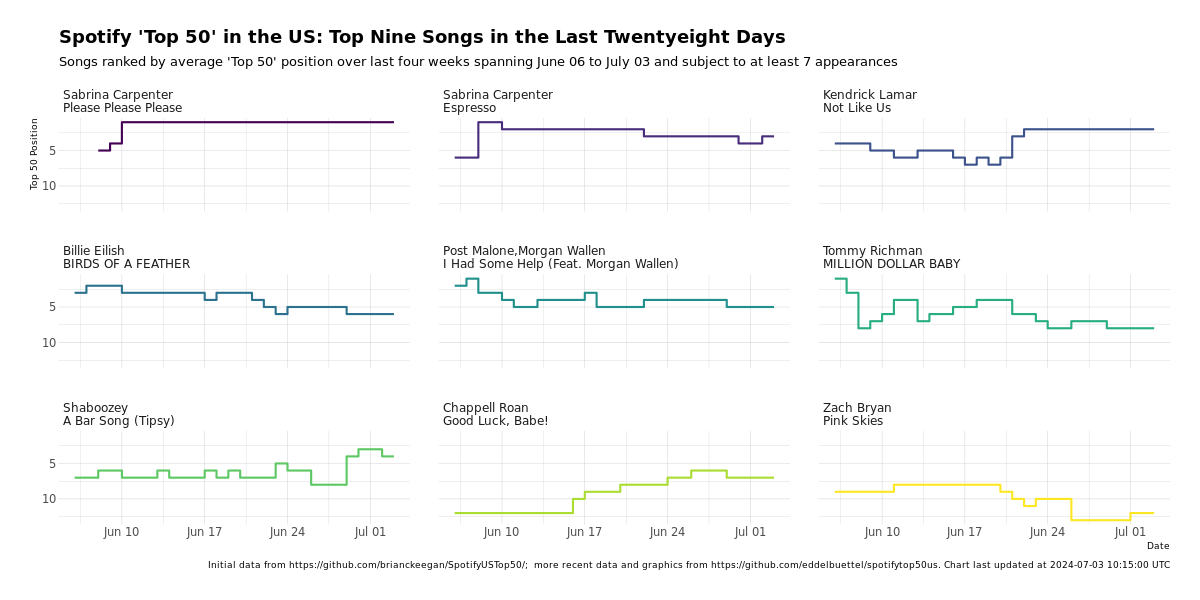 Spotify 'Top 50' in the US: Top Nine Songs in the Last Twentyeight Days
Songs ranked by average 'Top 50' position over last four weeks spanning June 06 to July 03 and subject to at least 7 appearances
Sabrina Carpenter
Please Please Please
Sabrina Carpenter
Espresso
Kendrick Lamar
Not Like Us
Top 50 Position
5
10
Billie Eilish
BIRDS OF A FEATHER
Post Malone,Morgan Wallen
I Had Some Help (Feat. Morgan Wallen)
Tommy Richman
MILLION DOLLAR BABY
5
10
Shaboozey
A Bar Song (Tipsy)
Chappell Roan
Good Luck, Babe!
Zach Bryan
Pink Skies
5
10
Jun 10 Jun 17 Jun 24 Jul 01
Jun 10 Jun 17 Jun 24 Jul 01
Jun 10 Jun 17 Jun 24 Jul 01
Date
Initial data from https://github.com/brianckeegan/SpotifyUSTop50/;  more recent data and graphics from https://github.com/eddelbuettel/spotifytop50us. Chart last updated at 2024-07-03 10:15:00 UTC